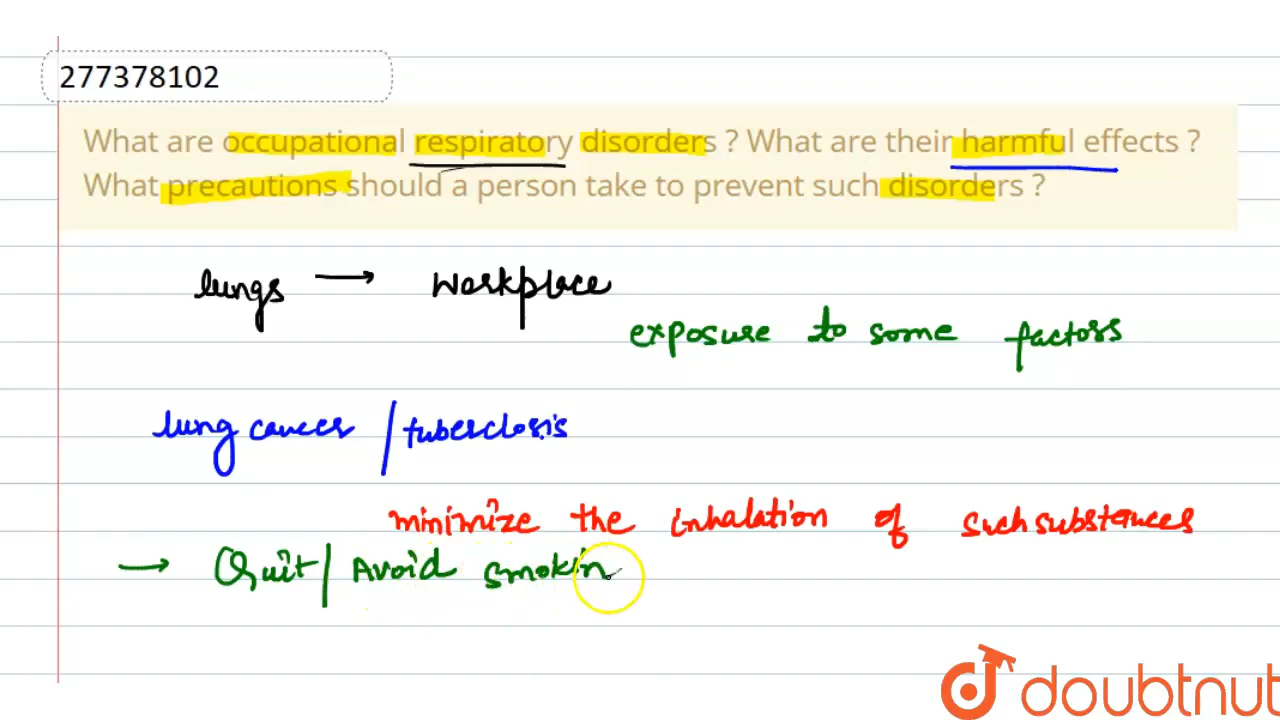 277378102
What are occupational respiratory disorders ? What are their harmful effects ?
What precautions should a person take to prevent such disorders ?
lungs → Workplace
exposure to some factors
lung cancer / tuberclosis
minimize the inhalation of such substances
→ Quit / Avoid smokin
doubtnut